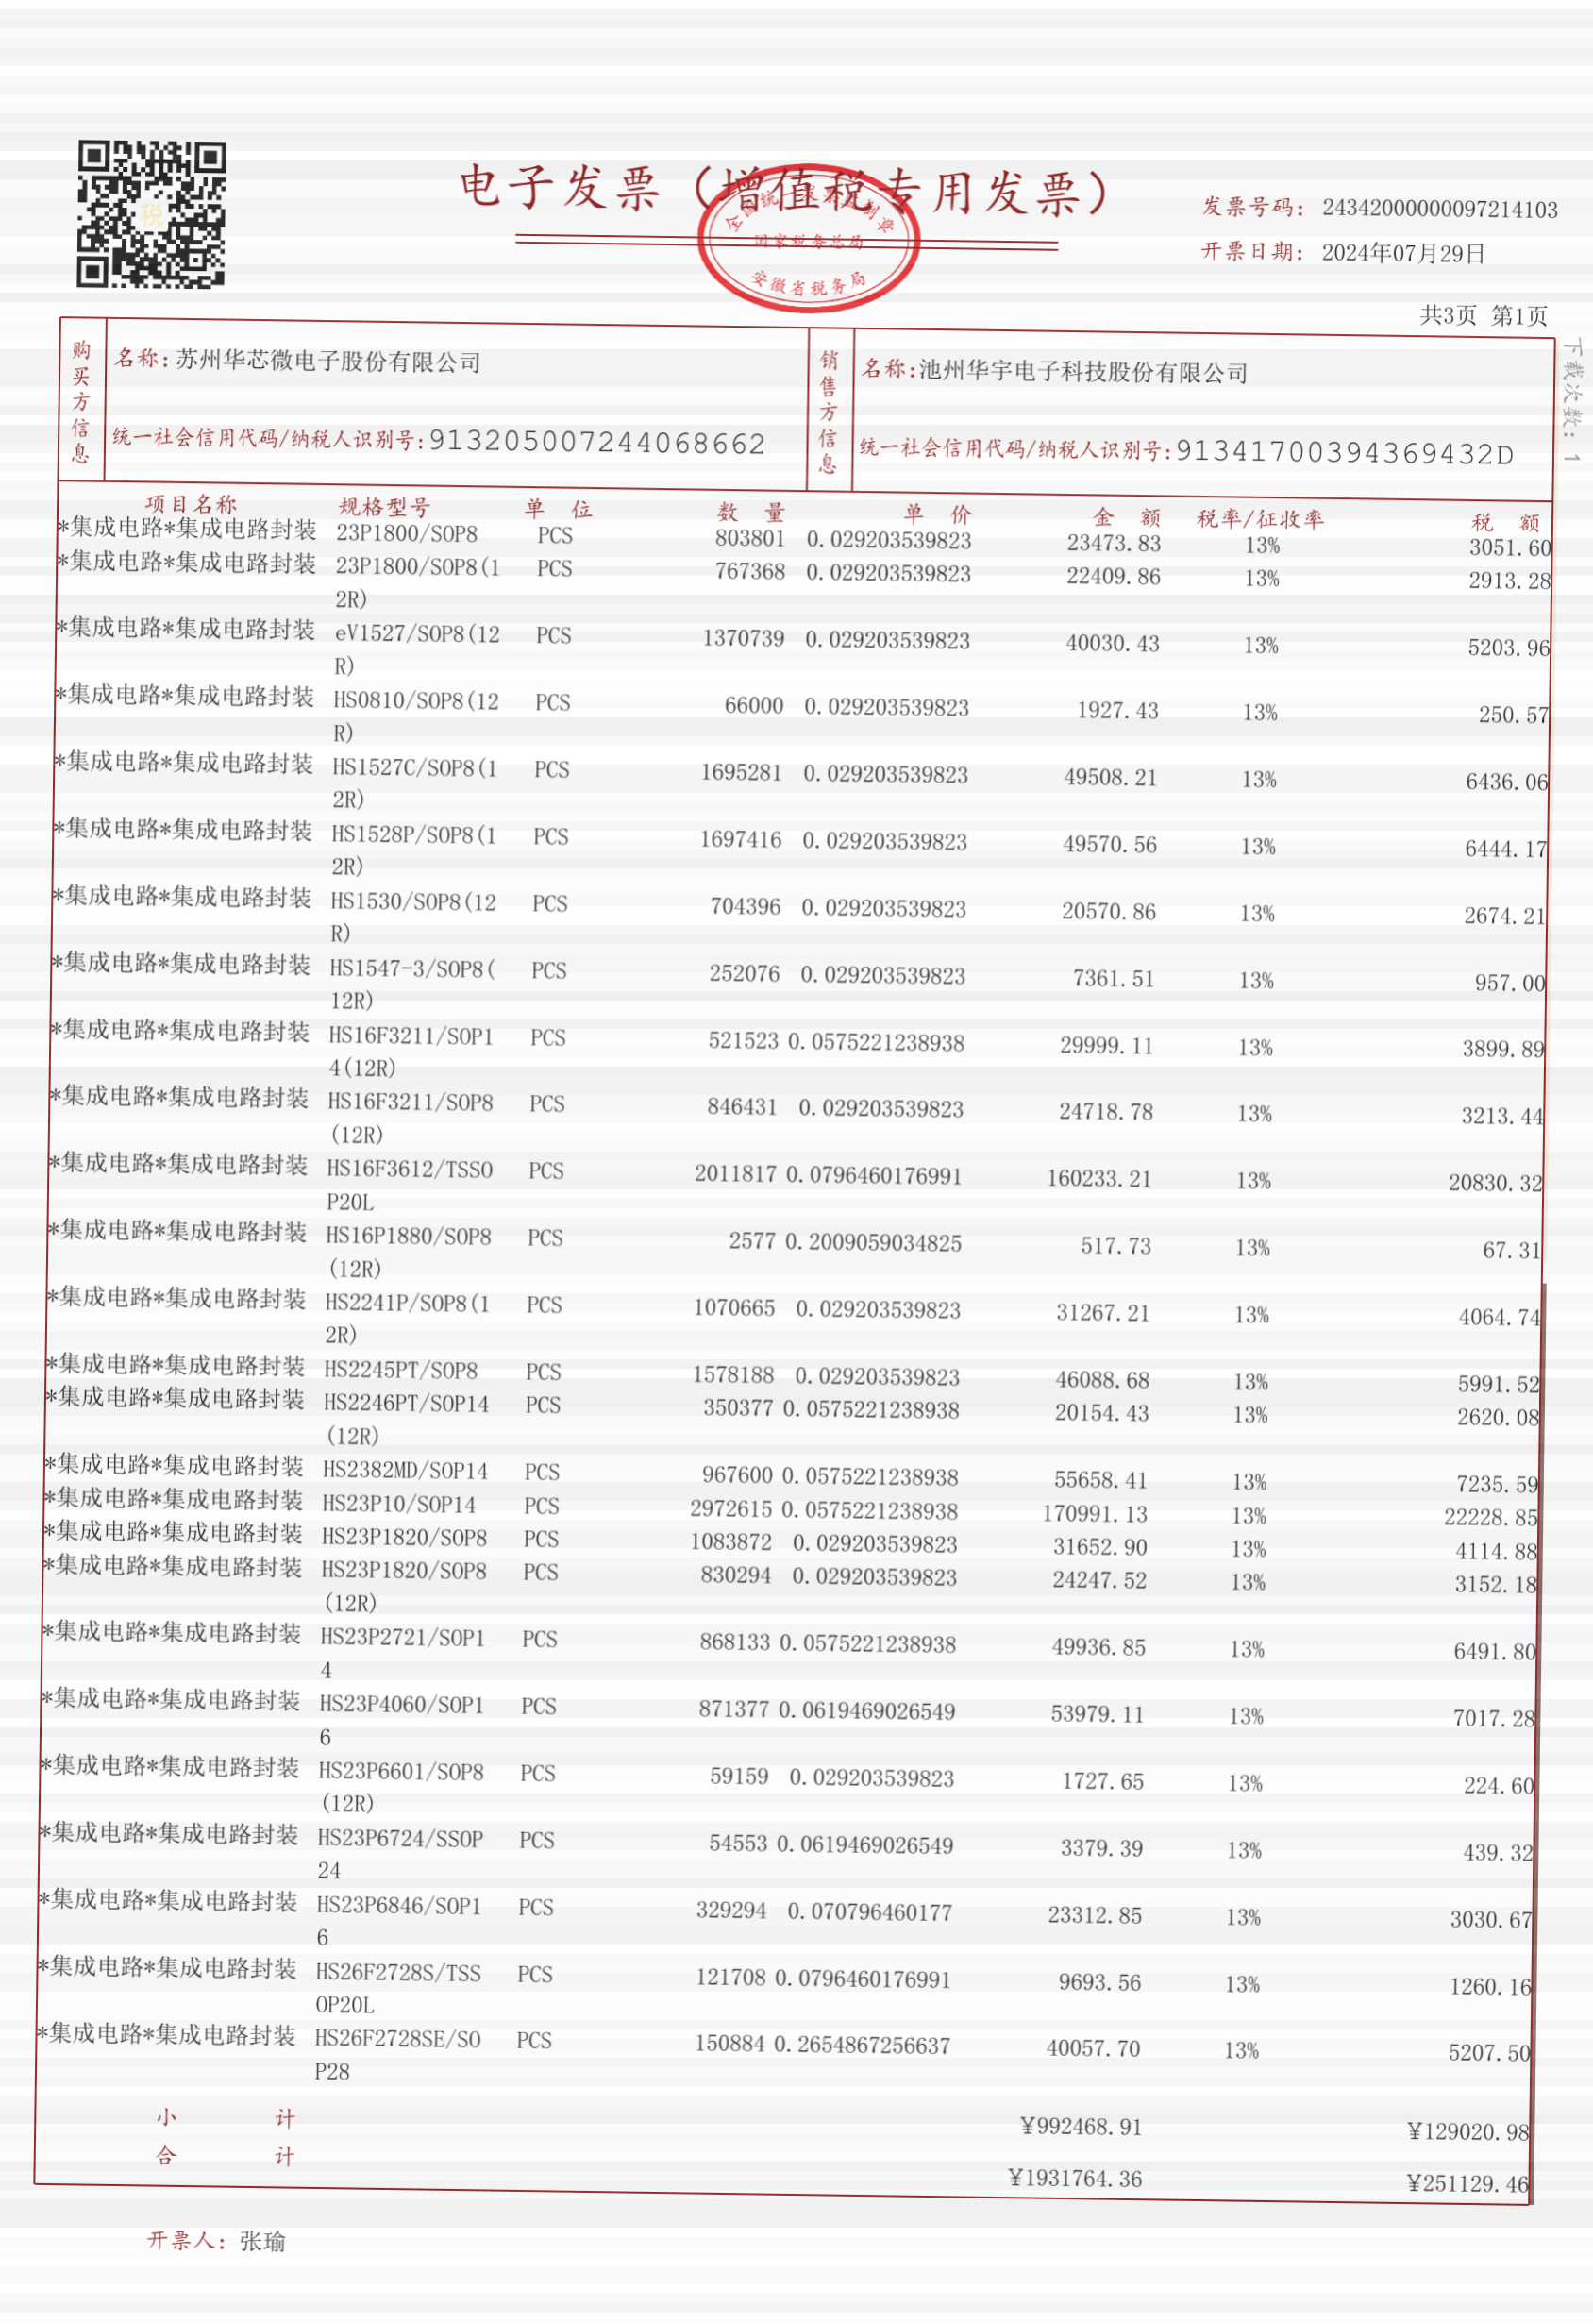 电子发票（增值税专用发票）
全国统一发票监制章
国家税务总局
安徽省税务局
税
发票号码：24342000000097214103
开票日期：2024年07月29日
共3页 第1页
下载次数：1
购买方信息
名称：苏州华芯微电子股份有限公司
统一社会信用代码/纳税人识别号：913205007244068662
销售方信息
名称：池州华宇电子科技股份有限公司
统一社会信用代码/纳税人识别号：91341700394369432D
项目名称 规格型号 单 位 数 量 单 价 金 额 税率/征收率 税 额
*集成电路*集成电路封装 23P1800/SOP8 PCS 803801 0.029203539823 23473.83 13% 3051.60
*集成电路*集成电路封装 23P1800/SOP8(1 PCS 767368 0.029203539823 22409.86 13% 2913.28
2R)
*集成电路*集成电路封装 eV1527/SOP8(12 PCS 1370739 0.029203539823 40030.43 13% 5203.96
R)
*集成电路*集成电路封装 HS0810/SOP8(12 PCS 66000 0.029203539823 1927.43 13% 250.57
R)
*集成电路*集成电路封装 HS1527C/SOP8(1 PCS 1695281 0.029203539823 49508.21 13% 6436.06
2R)
*集成电路*集成电路封装 HS1528P/SOP8(1 PCS 1697416 0.029203539823 49570.56 13% 6444.17
2R)
*集成电路*集成电路封装 HS1530/SOP8(12 PCS 704396 0.029203539823 20570.86 13% 2674.21
R)
*集成电路*集成电路封装 HS1547-3/SOP8( PCS 252076 0.029203539823 7361.51 13% 957.00
12R)
*集成电路*集成电路封装 HS16F3211/SOP1 PCS 521523 0.0575221238938 29999.11 13% 3899.89
4(12R)
*集成电路*集成电路封装 HS16F3211/SOP8 PCS 846431 0.029203539823 24718.78 13% 3213.44
(12R)
*集成电路*集成电路封装 HS16F3612/TSSO PCS 2011817 0.0796460176991 160233.21 13% 20830.32
P20L
*集成电路*集成电路封装 HS16P1880/SOP8 PCS 2577 0.2009059034825 517.73 13% 67.31
(12R)
*集成电路*集成电路封装 HS2241P/SOP8(1 PCS 1070665 0.029203539823 31267.21 13% 4064.74
2R)
*集成电路*集成电路封装 HS2245PT/SOP8 PCS 1578188 0.029203539823 46088.68 13% 5991.52
*集成电路*集成电路封装 HS2246PT/SOP14 PCS 350377 0.0575221238938 20154.43 13% 2620.08
(12R)
*集成电路*集成电路封装 HS2382MD/SOP14 PCS 967600 0.0575221238938 55658.41 13% 7235.59
*集成电路*集成电路封装 HS23P10/SOP14 PCS 2972615 0.0575221238938 170991.13 13% 22228.85
*集成电路*集成电路封装 HS23P1820/SOP8 PCS 1083872 0.029203539823 31652.90 13% 4114.88
*集成电路*集成电路封装 HS23P1820/SOP8 PCS 830294 0.029203539823 24247.52 13% 3152.18
(12R)
*集成电路*集成电路封装 HS23P2721/SOP1 PCS 868133 0.0575221238938 49936.85 13% 6491.80
4
*集成电路*集成电路封装 HS23P4060/SOP1 PCS 871377 0.0619469026549 53979.11 13% 7017.28
6
*集成电路*集成电路封装 HS23P6601/SOP8 PCS 59159 0.029203539823 1727.65 13% 224.60
(12R)
*集成电路*集成电路封装 HS23P6724/SSOP PCS 54553 0.0619469026549 3379.39 13% 439.32
24
*集成电路*集成电路封装 HS23P6846/SOP1 PCS 329294 0.070796460177 23312.85 13% 3030.67
6
*集成电路*集成电路封装 HS26F2728S/TSS PCS 121708 0.0796460176991 9693.56 13% 1260.16
OP20L
*集成电路*集成电路封装 HS26F2728SE/SO PCS 150884 0.2654867256637 40057.70 13% 5207.50
P28
小 计 ¥992468.91 ¥129020.98
合 计 ¥1931764.36 ¥251129.46
开票人：张瑜